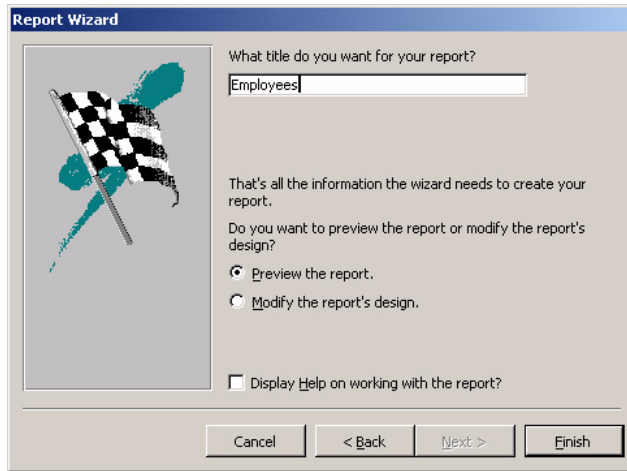 Report Wizard
What title do you want for your report?
Employees
That's all the information the wizard needs to create your
report.
Do you want to preview the report or modify the report's
design?
Preview the report.
Modify the report's design.
Display Help on working with the report?
Cancel
< Back
Next >
Finish